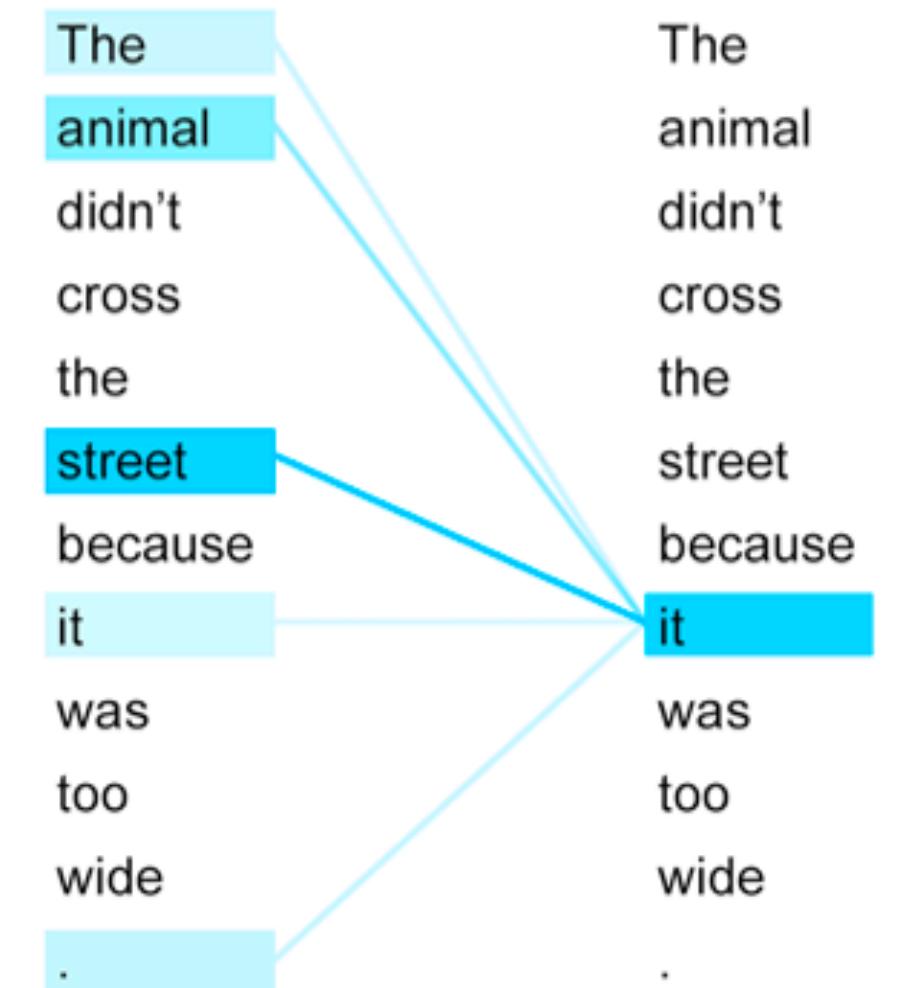 The The
animal animal
didn’t didn’t
cross cross
the the
street street
because because
it it
was was
too too
wide wide
. .